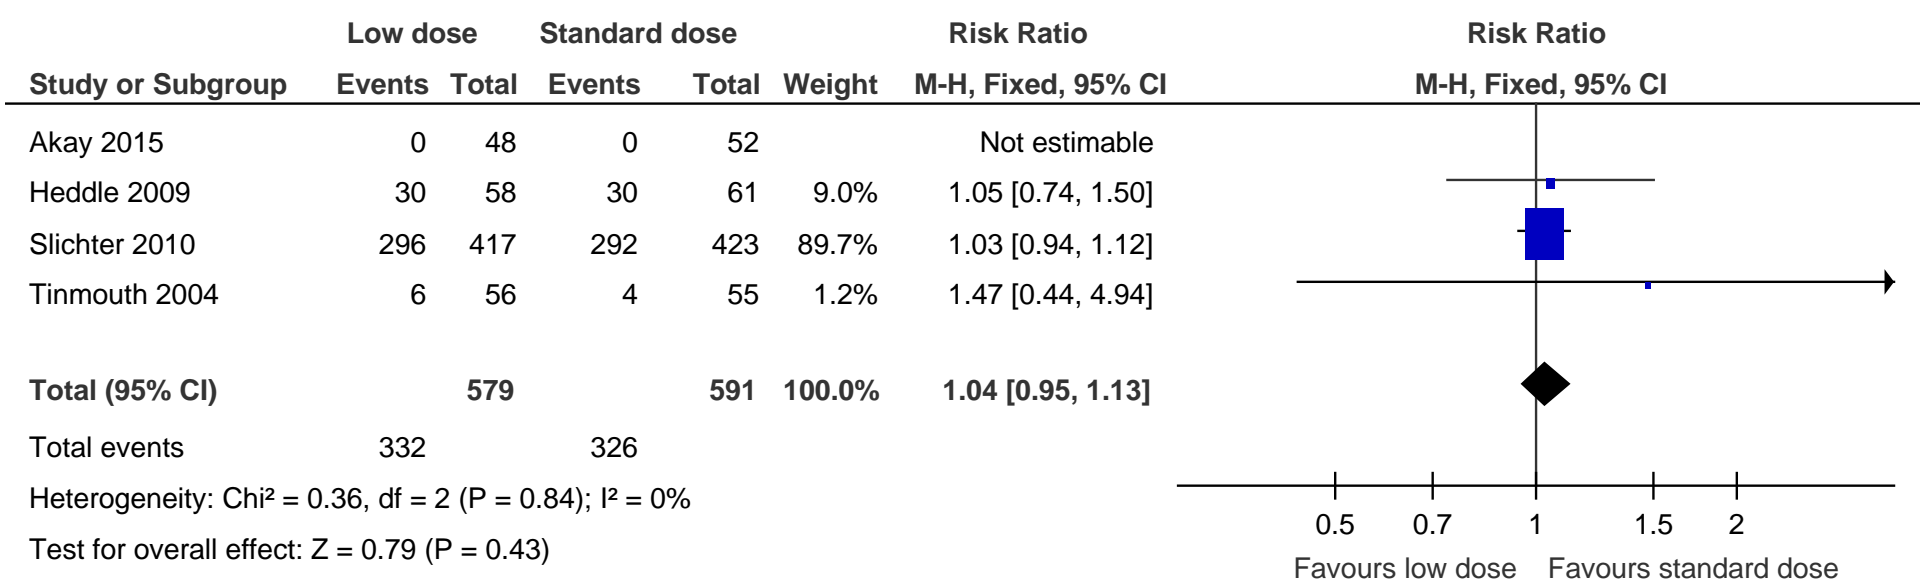 Low dose Standard dose Risk Ratio Risk Ratio
Study or Subgroup Events Total Events Total Weight M-H, Fixed, 95% CI M-H, Fixed, 95% CI
Akay 2015 0 48 0 52 Not estimable
Heddle 2009 30 58 30 61 9.0% 1.05 [0.74, 1.50]
Slichter 2010 296 417 292 423 89.7% 1.03 [0.94, 1.12]
Tinmouth 2004 6 56 4 55 1.2% 1.47 [0.44, 4.94]
Total (95% CI) 579 591 100.0% 1.04 [0.95, 1.13]
Total events 332 326
Heterogeneity: Chi² = 0.36, df = 2 (P = 0.84); I² = 0%
Test for overall effect: Z = 0.79 (P = 0.43)
0.5 0.7 1 1.5 2
Favours low dose Favours standard dose